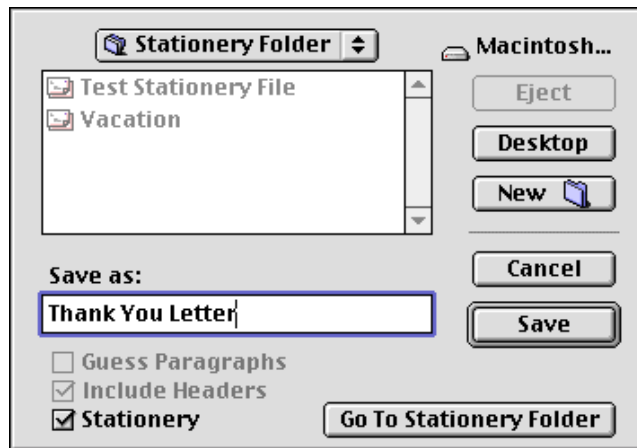 Stationery Folder
Macintosh...
Test Stationery File
Vacation
Eject
Desktop
New
Save as:
Cancel
Thank You Letter
Save
Guess Paragraphs
Include Headers
Stationery
Go To Stationery Folder